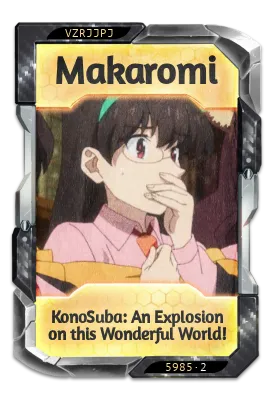 VZRJJPJ
Makaromi
KonoSuba: An Explosion
on this Wonderful World!
5985·2